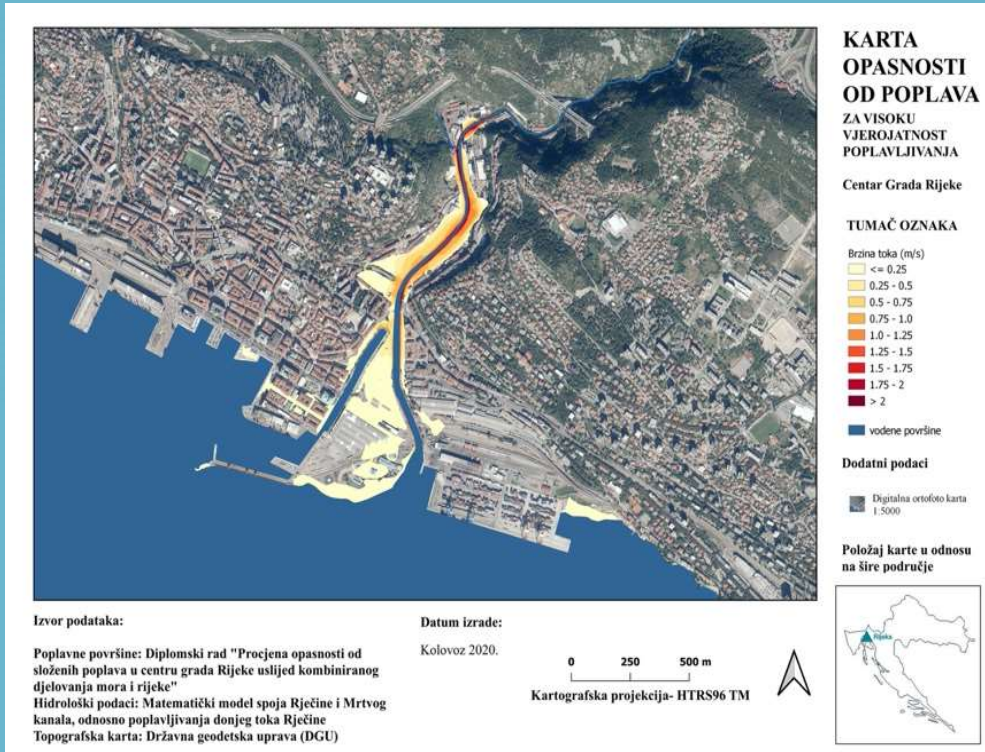 KARTA
OPASNOSTI
OD POPLAVA
ZA VISOKU
VJEROJATNOST
POPLAVLJIVANJA
Centar Grada Rijeke
TUMAČ OZNAKA
Brzina toka (m/s)
<= 0.25
0.25 - 0.5
0.5 - 0.75
0.75 - 1.0
1.0 - 1.25
1.25 - 1.5
1.5 - 1.75
1.75 - 2
> 2
vodene površine
Dodatni podaci
Digitalna ortofoto karta
1:5000
Položaj karte u odnosu
na šire područje
Rijeka
Izvor podataka:
Poplavne površine: Diplomski rad "Procjena opasnosti od
složenih poplava u centru grada Rijeke uslijed kombiniranog
djelovanja mora i rijeke"
Hidrološki podaci: Matematički model spoja Rječine i Mrtvog
kanala, odnosno poplavljivanja donjeg toka Rječine
Topografska karta: Državna geodetska uprava (DGU)
Datum izrade:
Kolovoz 2020.
0 250 500 m
Kartografska projekcija- HTRS96 TM